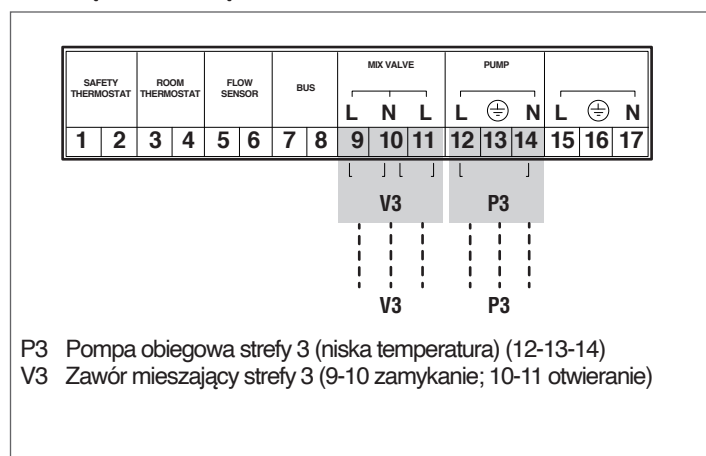 MIX VALVE PUMP
SAFETY THERMOSTAT ROOM THERMOSTAT FLOW SENSOR BUS
L N L L N L N
1 2 3 4 5 6 7 8 9 10 11 12 13 14 15 16 17
V3 P3
V3 P3
P3 Pompa obiegowa strefy 3 (niska temperatura) (12-13-14)
V3 Zawór mieszający strefy 3 (9-10 zamykanie; 10-11 otwieranie)